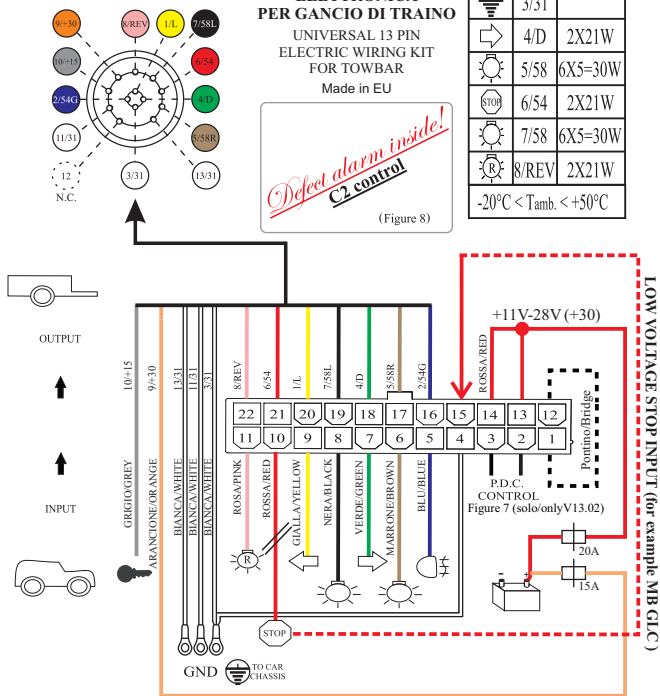 PER GANCIO DI TRAINO
UNIVERSAL 13 PIN
ELECTRIC WIRING KIT
FOR TOWBAR
Made in EU
Defect alarm inside!
C2 control
(Figure 8)
9/+30
8/REV
1/L
7/58L
10/+15
6/54
2/54G
4/D
11/31
5/58R
12
N.C.
3/31
13/31
3/31
4/D 2X21W
5/58 6X5=30W
STOP 6/54 2X21W
7/58 6X5=30W
R 8/REV 2X21W
-20°C < Tamb. < +50°C
OUTPUT
INPUT
10/+15
9/+30
13/31
11/31
3/31
8/REV
6/54
1/L
7/58L
4/D
5/58R
2/54G
ROSSA/RED
+11V-28V (+30)
22 21 20 19 18 17 16 15 14 13 12
11 10 9 8 7 6 5 4 3 2 1
Pontino/Bridge
GRIGIO/GREY
ARANCIONE/ORANGE
BIANCA/WHITE
BIANCA/WHITE
BIANCA/WHITE
ROSA/PINK
ROSSA/RED
GIALLA/YELLOW
NERA/BLACK
VERDE/GREEN
MARRONE/BROWN
BLU/BLUE
P.D.C.
CONTROL
Figure 7 (solo/onlyV13.02)
20A
15A
- +
R
STOP
GND
TO CAR
CHASSIS
LOW VOLTAGE STOP INPUT (for example MB GLC )